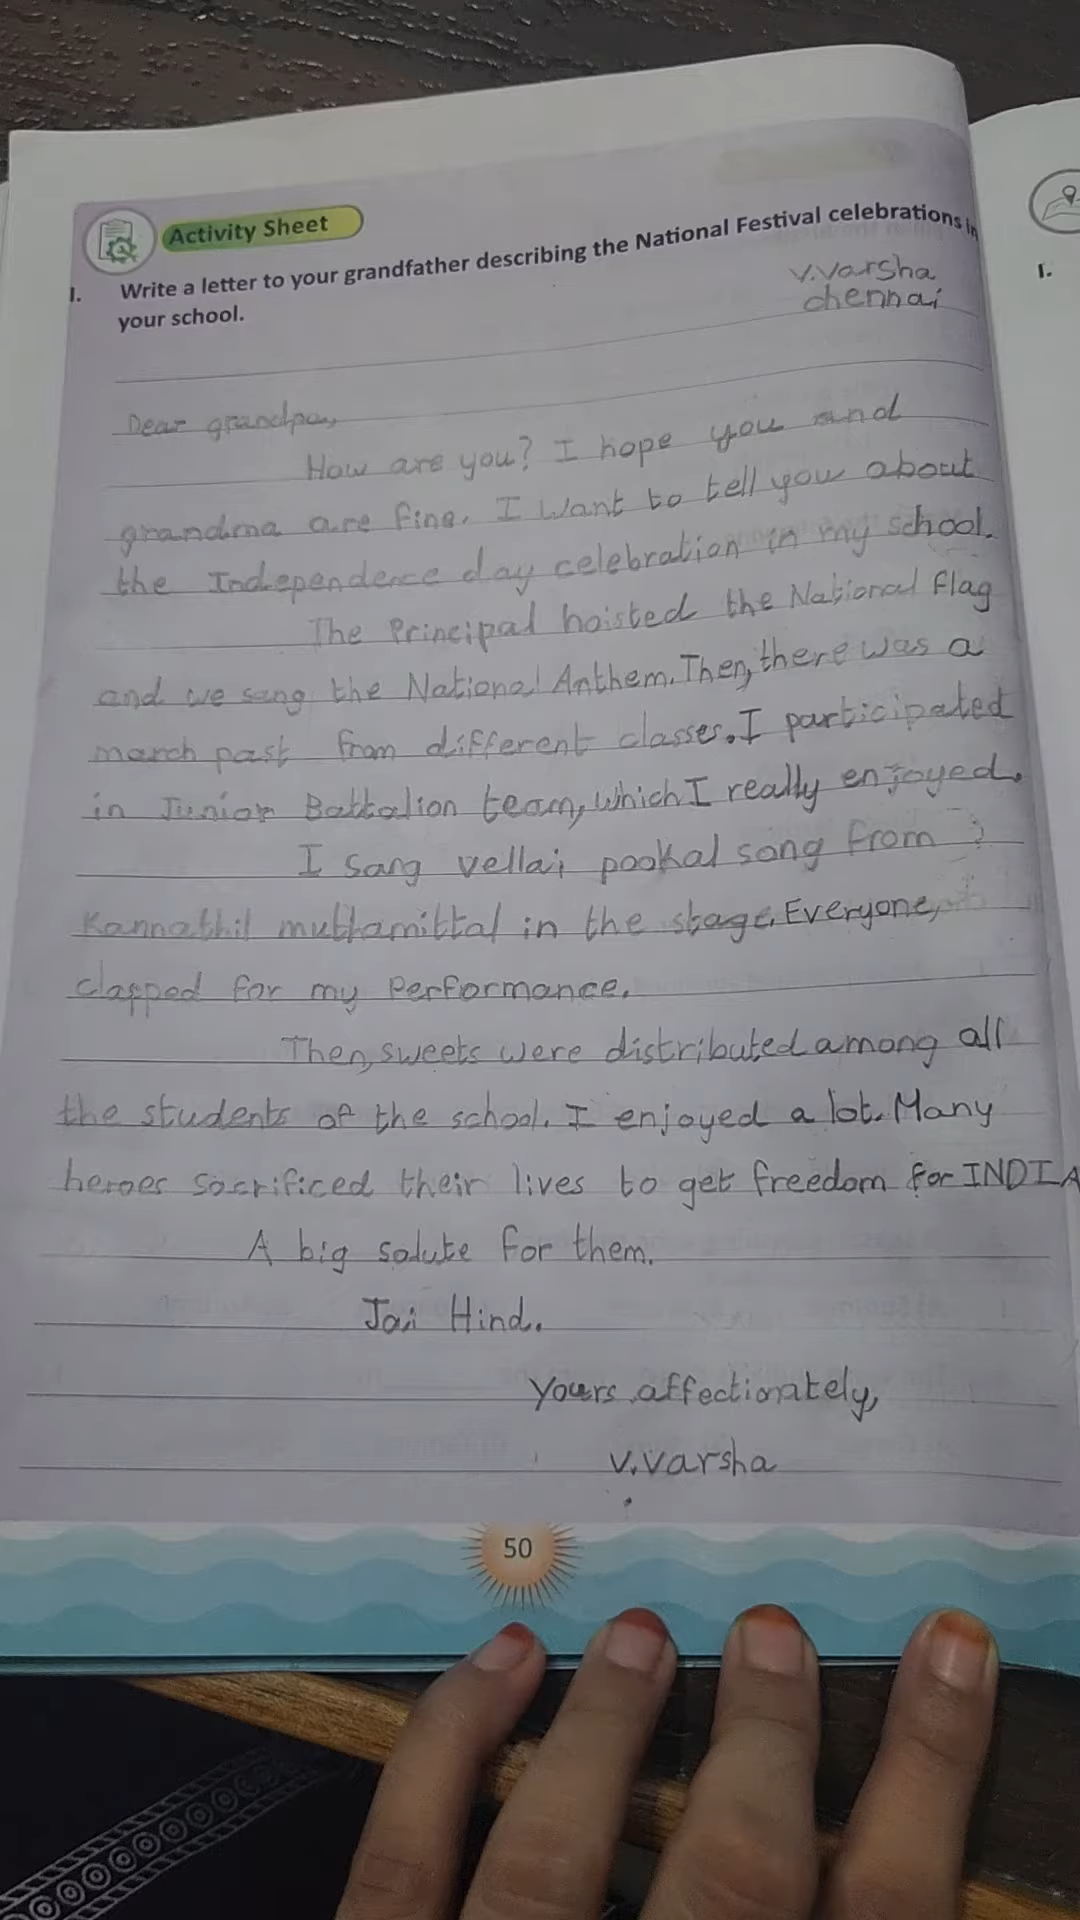 Activity Sheet
I. Write a letter to your grandfather describing the National Festival celebrations in
your school.
V.Varsha
chennai
Dear grandpa,
How are you? I hope you and
grandma are fine. I Want to tell you about
the Independence day celebration in my school.
The Principal hoisted the National Flag
and we sang the National Anthem. Then, there was a
march past from different classes. I participated
in Junior Battalion team, which I really enjoyed.
I sang vellai pookal song from
Kannathil muthamittal in the stage. Everyone,
clapped for my Performance.
Then, sweets were distributed among all
the students of the school. I enjoyed a lot. Many
heroes sacrificed their lives to get freedom for INDIA
A big salute for them.
Jai Hind.
Yours affectionately,
V.Varsha
50
1.